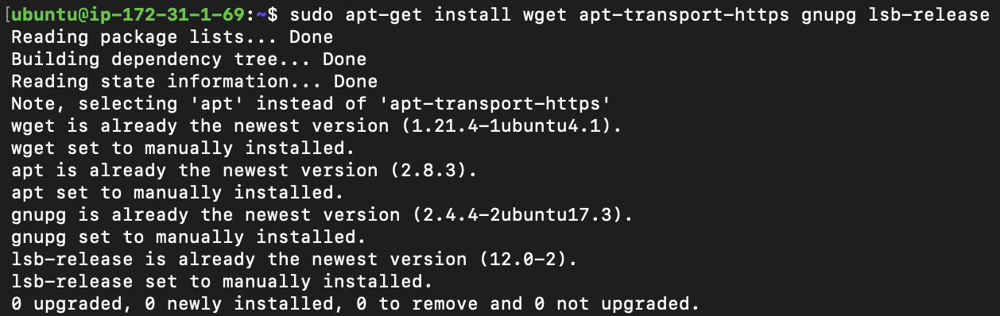 [ubuntu@ip-172-31-1-69:~$ sudo apt-get install wget apt-transport-https gnupg lsb-release
Reading package lists... Done
Building dependency tree... Done
Reading state information... Done
Note, selecting 'apt' instead of 'apt-transport-https'
wget is already the newest version (1.21.4-1ubuntu4.1).
wget set to manually installed.
apt is already the newest version (2.8.3).
apt set to manually installed.
gnupg is already the newest version (2.4.4-2ubuntu17.3).
gnupg set to manually installed.
lsb-release is already the newest version (12.0-2).
lsb-release set to manually installed.
0 upgraded, 0 newly installed, 0 to remove and 0 not upgraded.